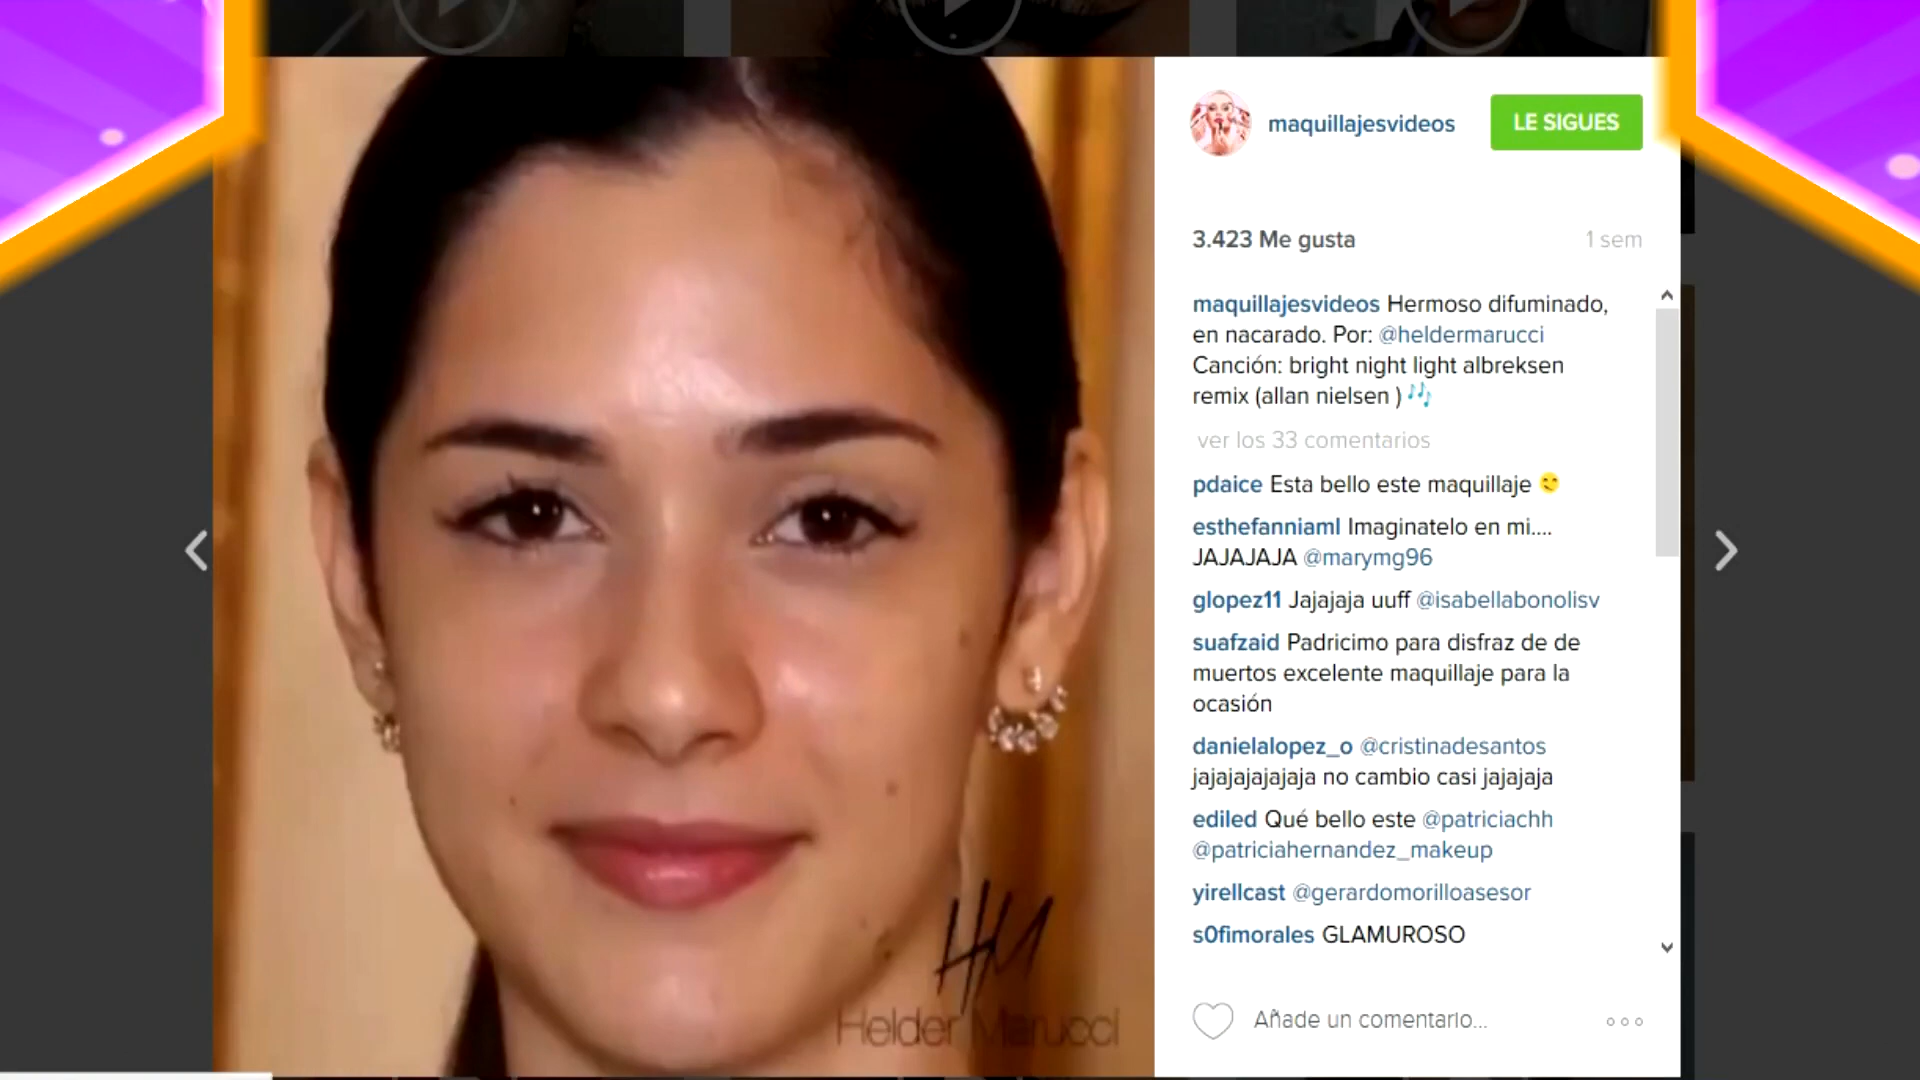 maquillajesvideos
LE SIGUES
3.423 Me gusta
1 sem
maquillajesvideos Hermoso difuminado,
en nacarado. Por: @heldermarucci
Canción: bright night light albreksen
remix (allan nielsen ) 🎶
ver los 33 comentarios
pdaice Esta bello este maquillaje 😋
esthefanniaml Imaginatelo en mi....
JAJAJAJA @marymg96
glopez11 Jajajaja uuff @isabellabonolisv
suafzaid Padricimo para disfraz de de
muertos excelente maquillaje para la
ocasión
danielalopez_o @cristinadesantos
jajajajajajaja no cambio casi jajajaja
ediled Qué bello este @patriciachh
@patriciahernandez_makeup
yirellcast @gerardomorilloasesor
s0fimorales GLAMUROSO
Añade un comentario...
HM
Helder Marucci